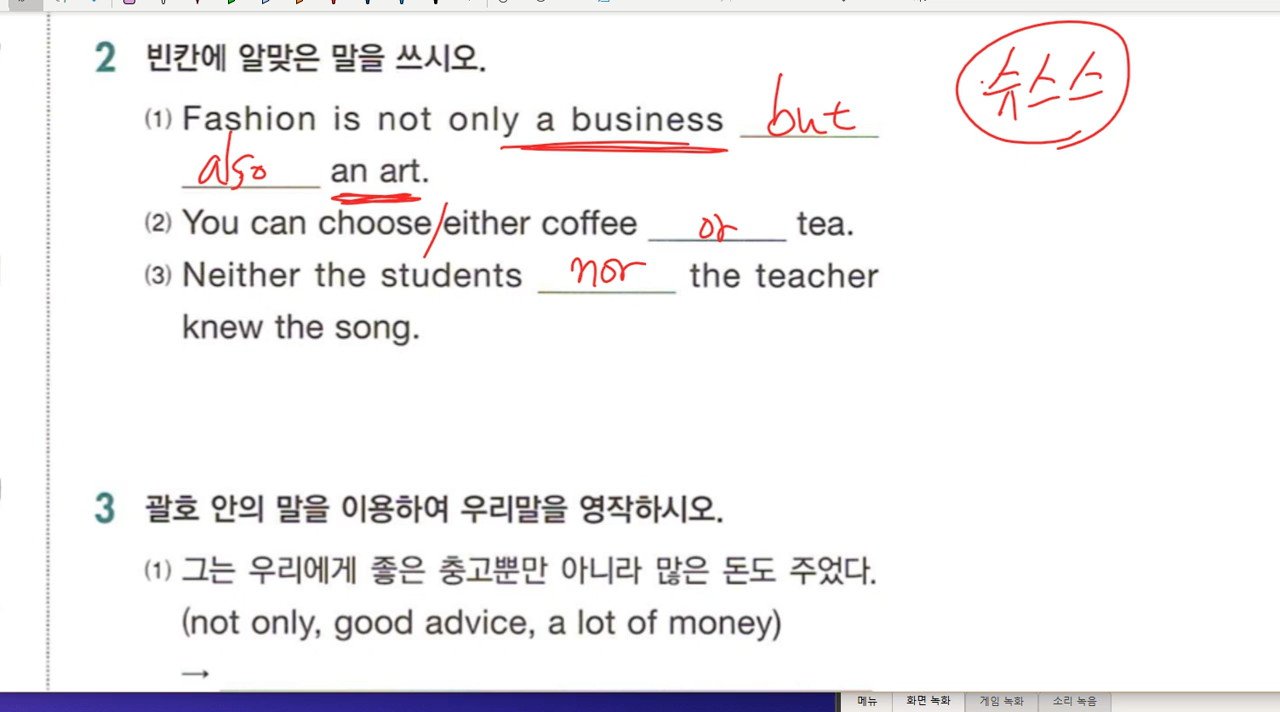 2 빈칸에 알맞은 말을 쓰시오.
슈스스
(1) Fashion is not only a business but
also an art.
(2) You can choose/either coffee or tea.
(3) Neither the students nor the teacher
knew the song.
3 괄호 안의 말을 이용하여 우리말을 영작하시오.
(1) 그는 우리에게 좋은 충고뿐만 아니라 많은 돈도 주었다.
(not only, good advice, a lot of money)
→
메뉴 화면 녹화 게임 녹화 소리 녹음